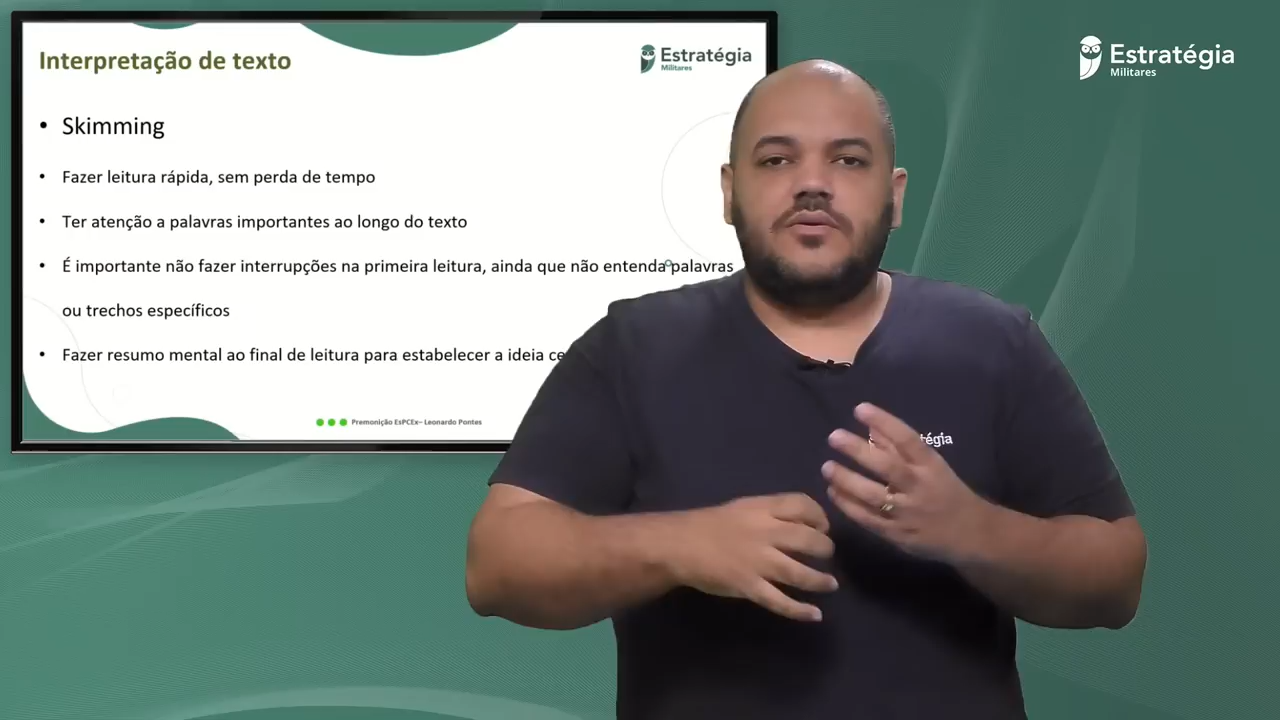 Interpretação de texto
Estratégia
Militares
Estratégia
Militares
• Skimming
• Fazer leitura rápida, sem perda de tempo
• Ter atenção a palavras importantes ao longo do texto
• É importante não fazer interrupções na primeira leitura, ainda que não entenda palavras
ou trechos específicos
• Fazer resumo mental ao final de leitura para estabelecer a ideia
Premonição EsPCEx– Leonardo Pontes